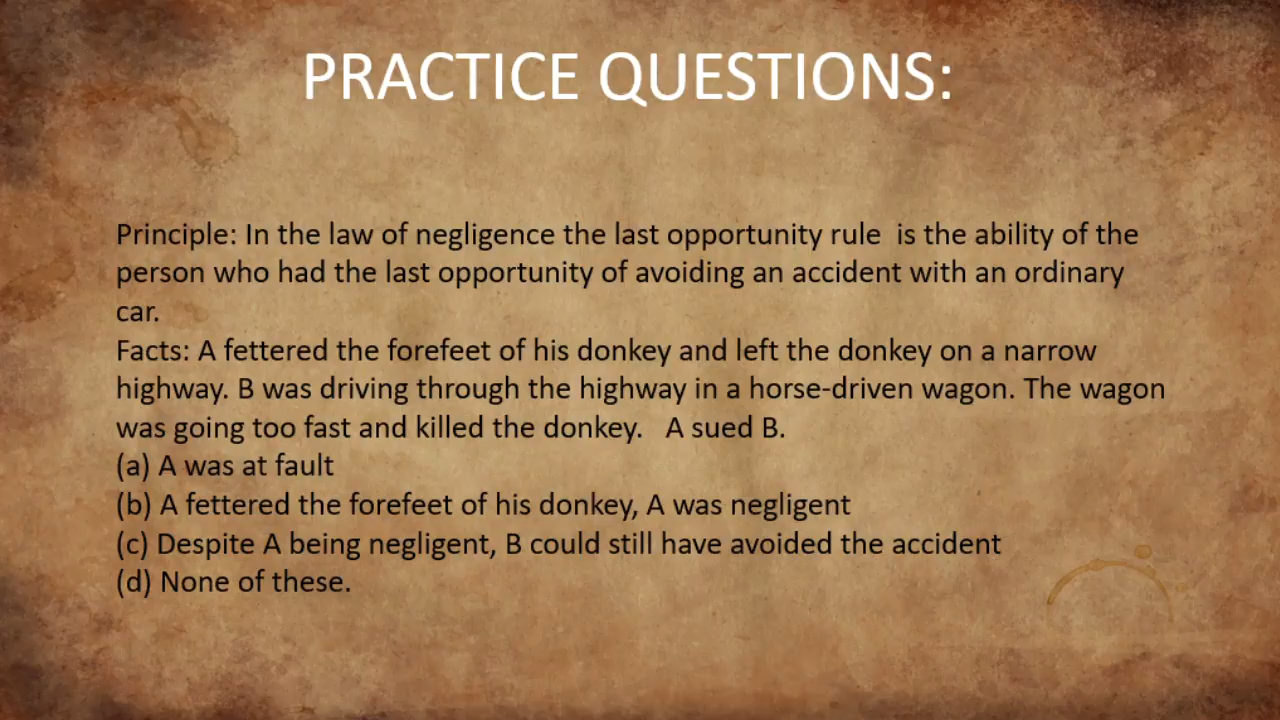 PRACTICE QUESTIONS:
Principle: In the law of negligence the last opportunity rule  is the ability of the
person who had the last opportunity of avoiding an accident with an ordinary
car.
Facts: A fettered the forefeet of his donkey and left the donkey on a narrow
highway. B was driving through the highway in a horse-driven wagon. The wagon
was going too fast and killed the donkey.   A sued B.
(a) A was at fault
(b) A fettered the forefeet of his donkey, A was negligent
(c) Despite A being negligent, B could still have avoided the accident
(d) None of these.